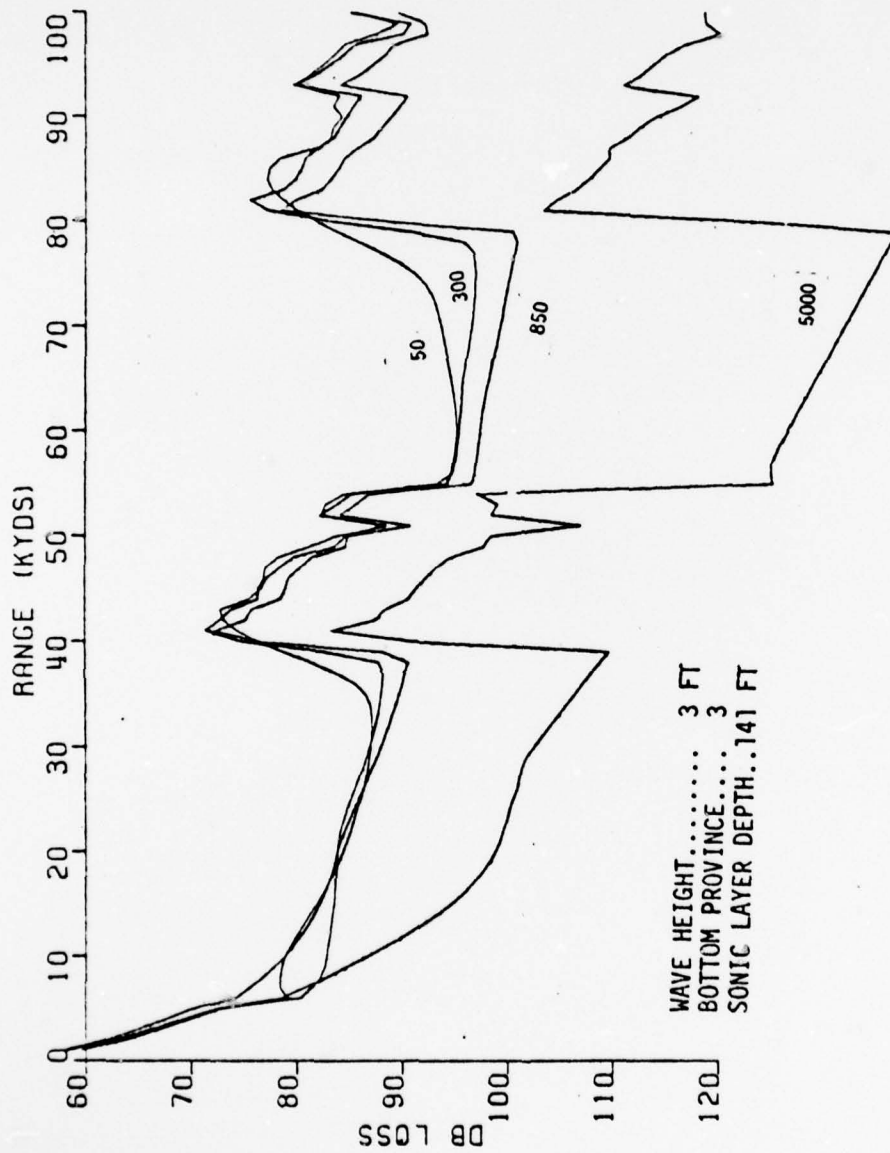 RANGE (KYDS)
0 10 20 30 40 50 60 70 80 90 100
DB LOSS
60
70
80
90
100
110
120
50
300
850
5000
WAVE HEIGHT......... 3 FT
BOTTOM PROVINCE.... 3
SONIC LAYER DEPTH..141 FT